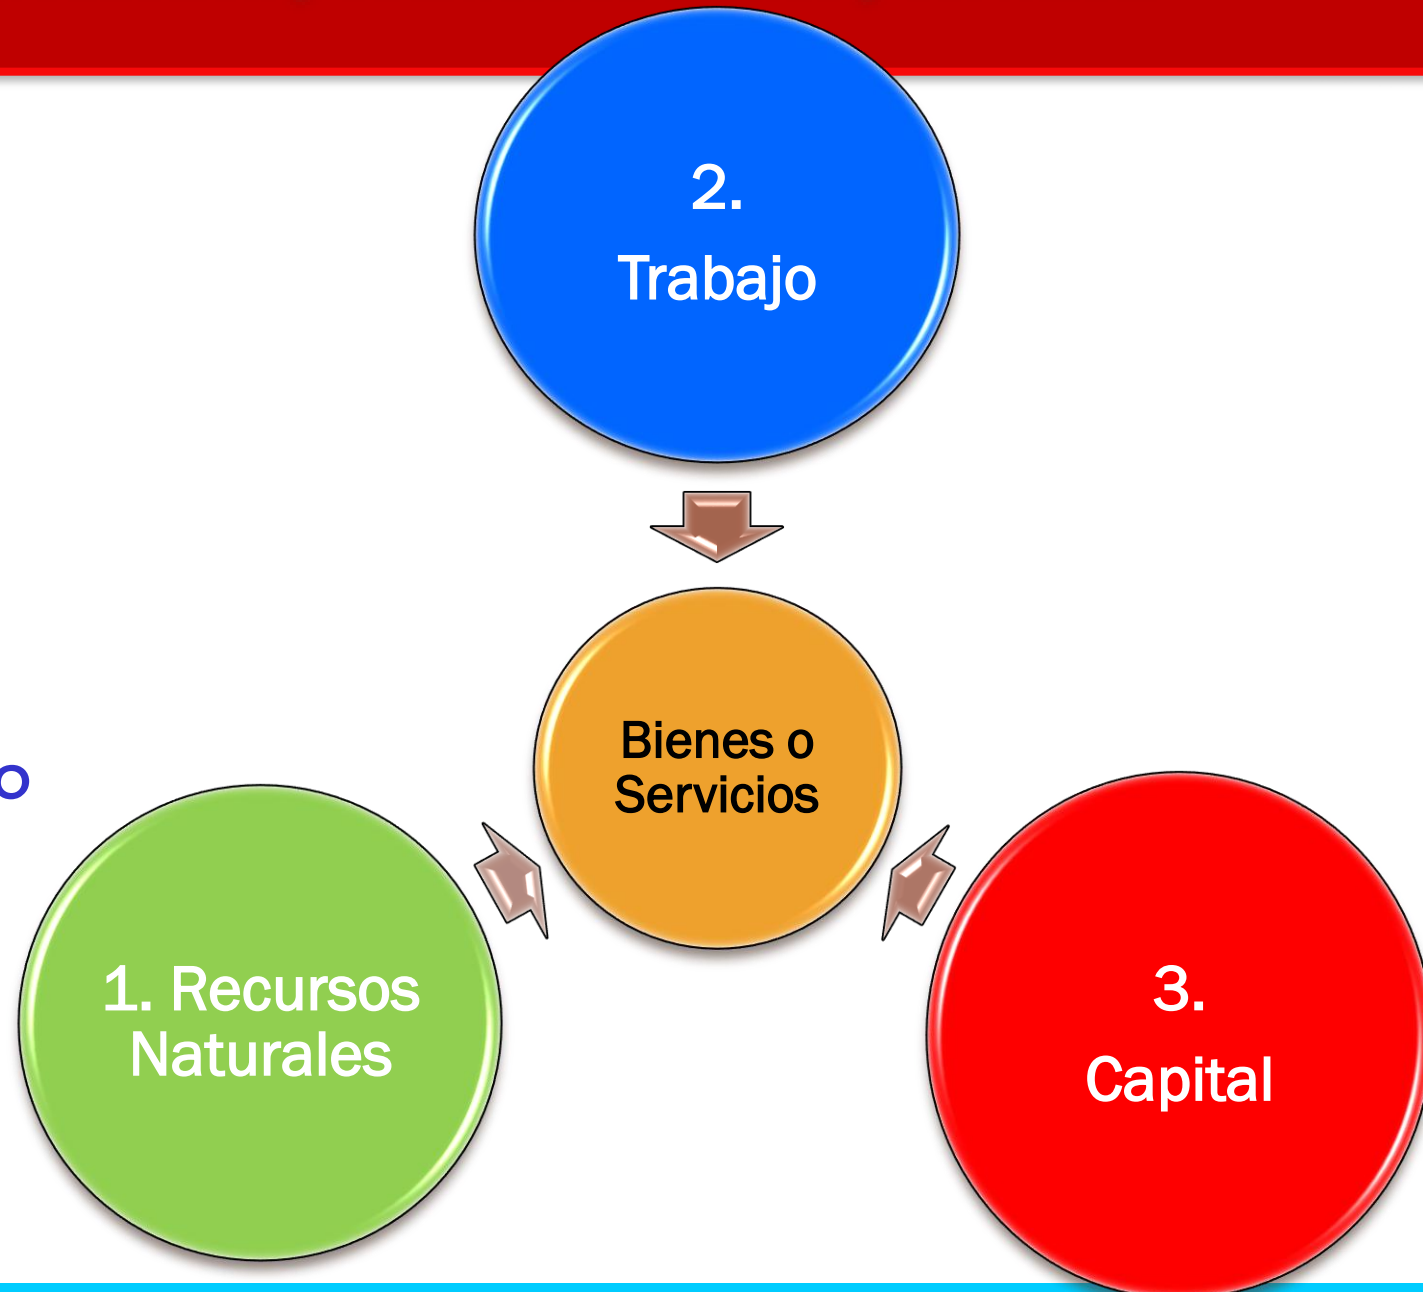 2.
Trabajo
Bienes o
Servicios
1. Recursos
Naturales
3.
Capital